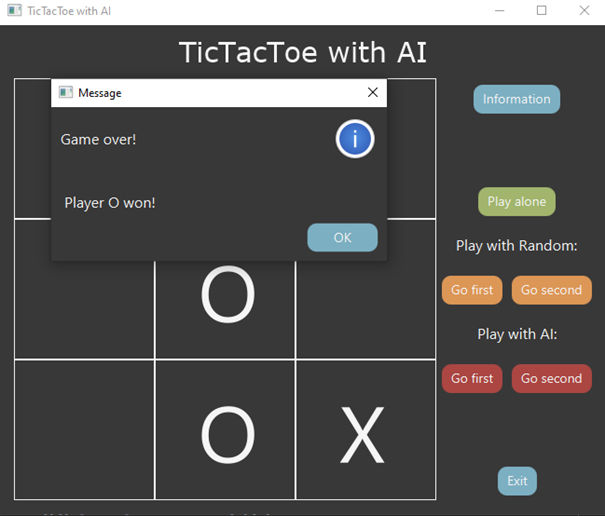 TicTacToe with AI
TicTacToe with AI
Message
Game over!
Player O won!
OK
O
O X
Information
Play alone
Play with Random:
Go first Go second
Play with AI:
Go first Go second
Exit